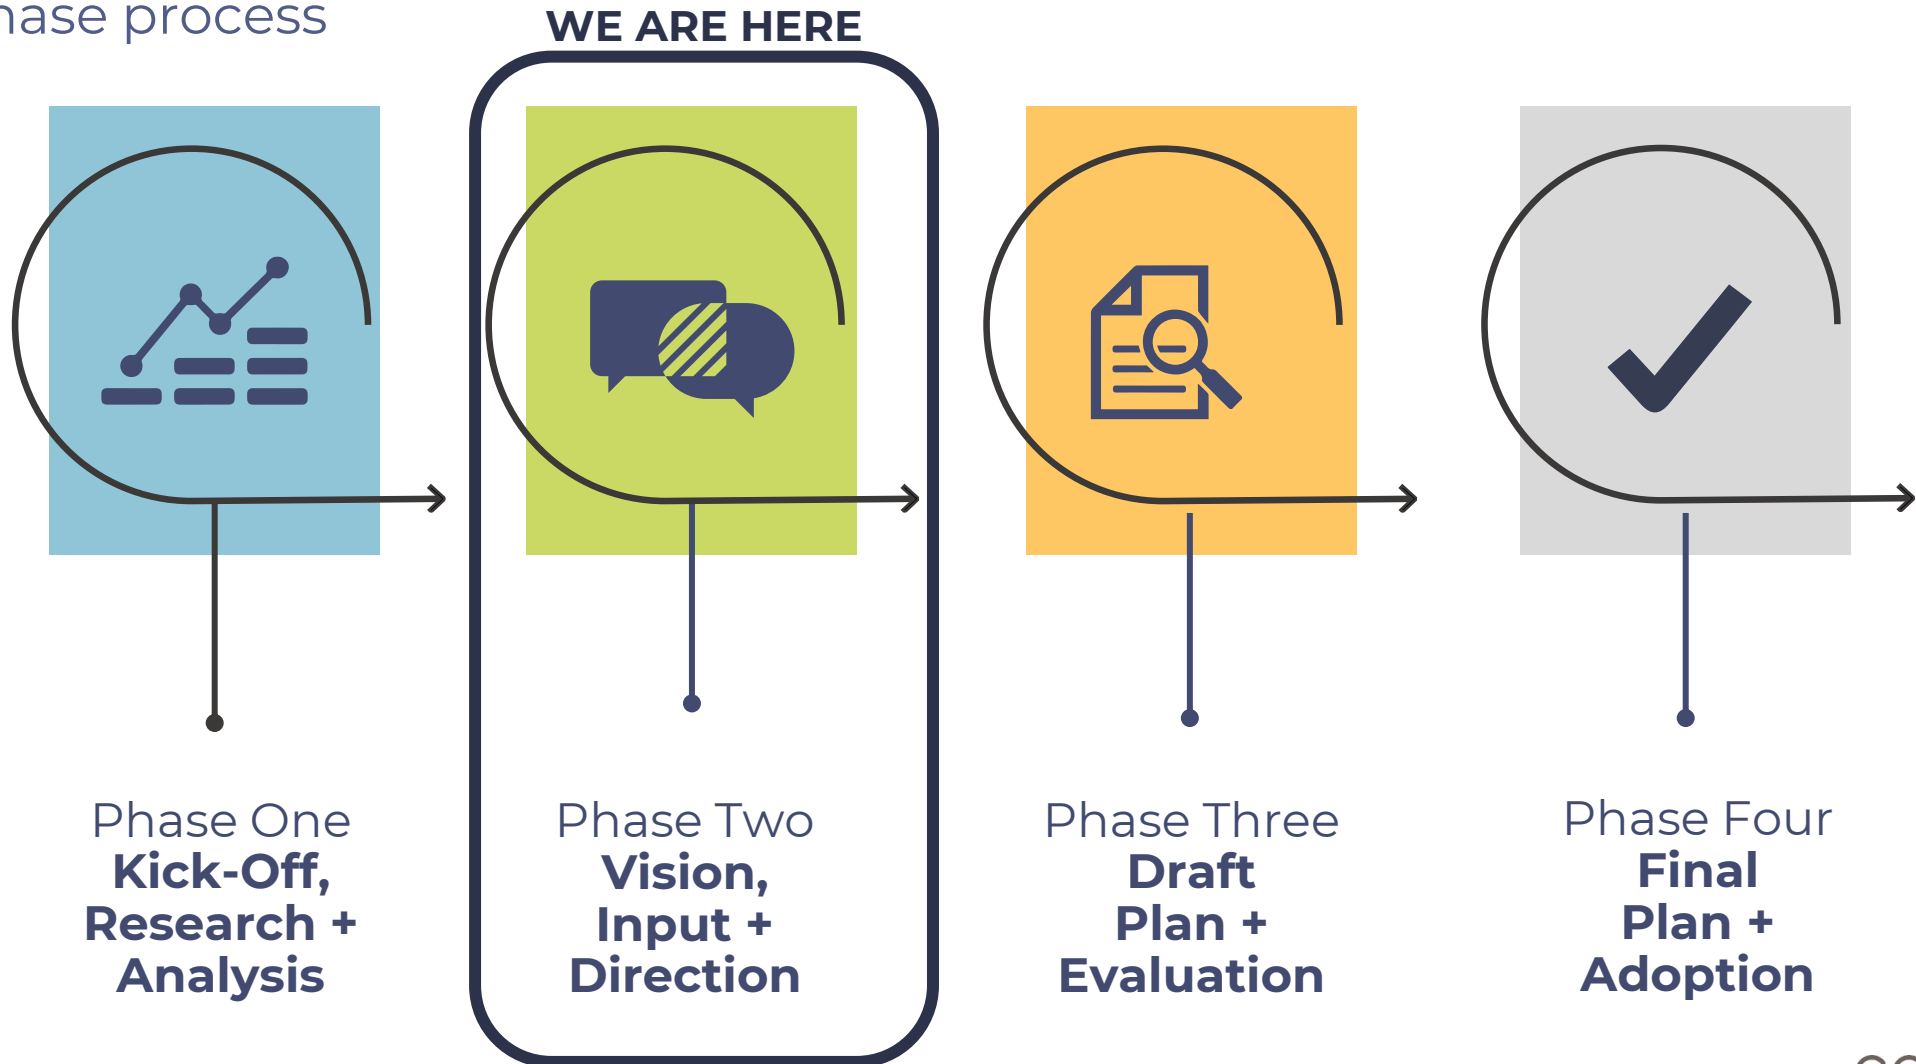 process
WE ARE HERE
Phase One
Kick-Off,
Research +
Analysis
Phase Two
Vision,
Input +
Direction
Phase Three
Draft
Plan +
Evaluation
Phase Four
Final
Plan +
Adoption